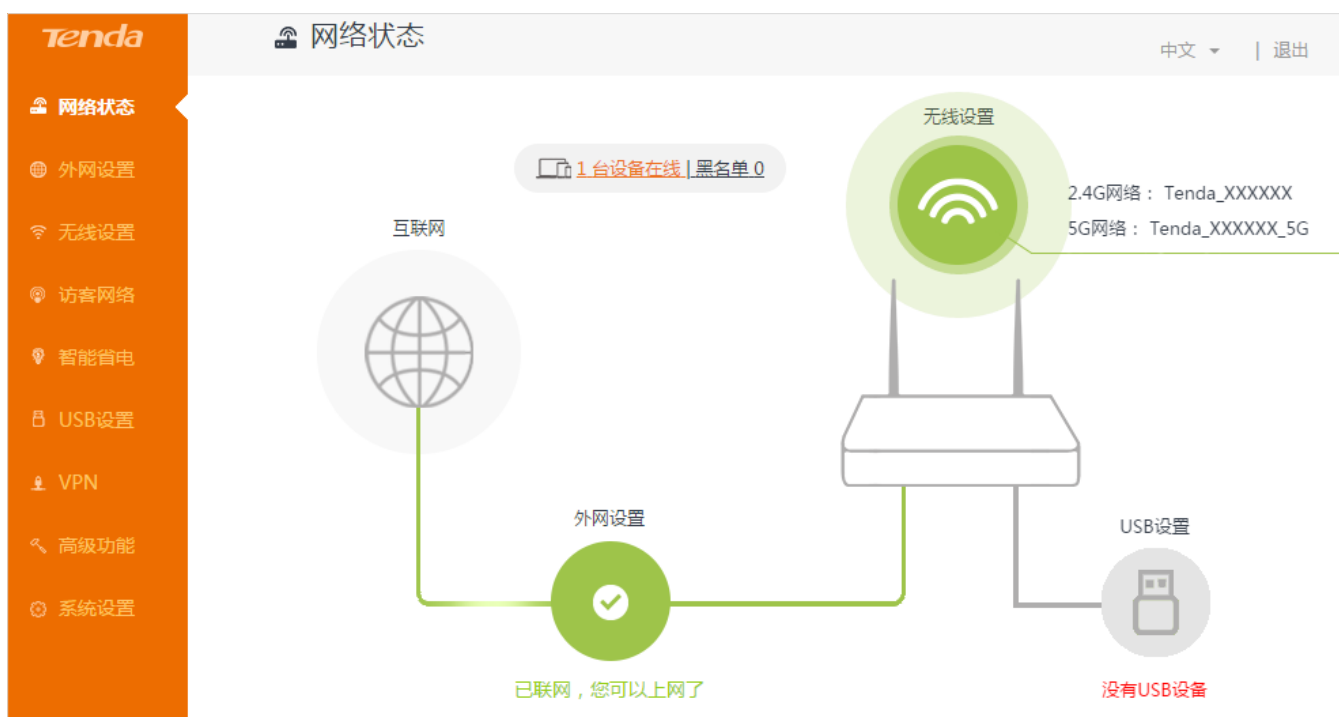 Tenda
网络状态
中文 | 退出
网络状态
外网设置
无线设置
访客网络
智能省电
USB设置
VPN
高级功能
系统设置
无线设置
1 台设备在线 | 黑名单 0
2.4G网络： Tenda_XXXXXX
5G网络： Tenda_XXXXXX_5G
互联网
外网设置
USB设置
已联网，您可以上网了
没有USB设备